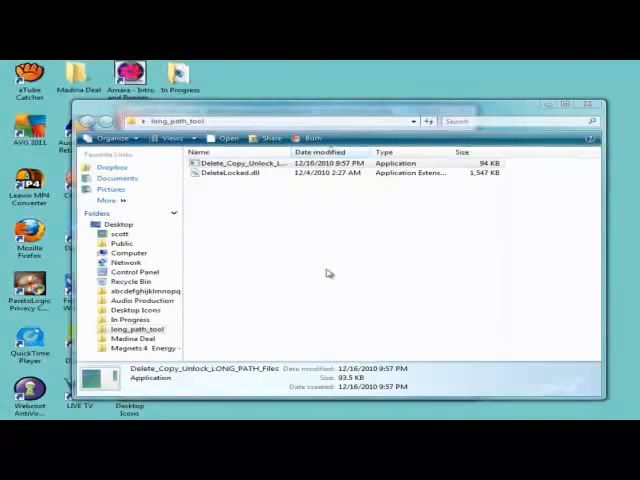 aTube Catcher
Madina Deal
Amara - Intro and Banners
In Progress
long_path_tool
Search
Organize
Views
Open
Share
Burn
Favorite Links
Name
Date modified
Type
Size
Delete_Copy_Unlock_L...
12/16/2010 9:57 PM
Application
94 KB
DeleteLocked.dll
12/4/2010 2:27 AM
Application Extens...
1,547 KB
Dropbox
Documents
Pictures
More »
Folders
Desktop
scott
Public
Computer
Network
Control Panel
Recycle Bin
abcdefghijklmnopq
Audio Production
Desktop Icons
In Progress
long_path_tool
Madina Deal
Magnets 4 Energy -
Delete_Copy_Unlock_LONG_PATH_Files
Date modified: 12/16/2010 9:57 PM
Application
Size: 93.5 KB
Date created: 12/16/2010 9:57 PM
AVG 2011
Leawo MP4 Converter
Mozilla Firefox
ParetoLogic Privacy C...
QuickTime Player
Webroot AntiVir...
LIVE TV
Desktop Icons